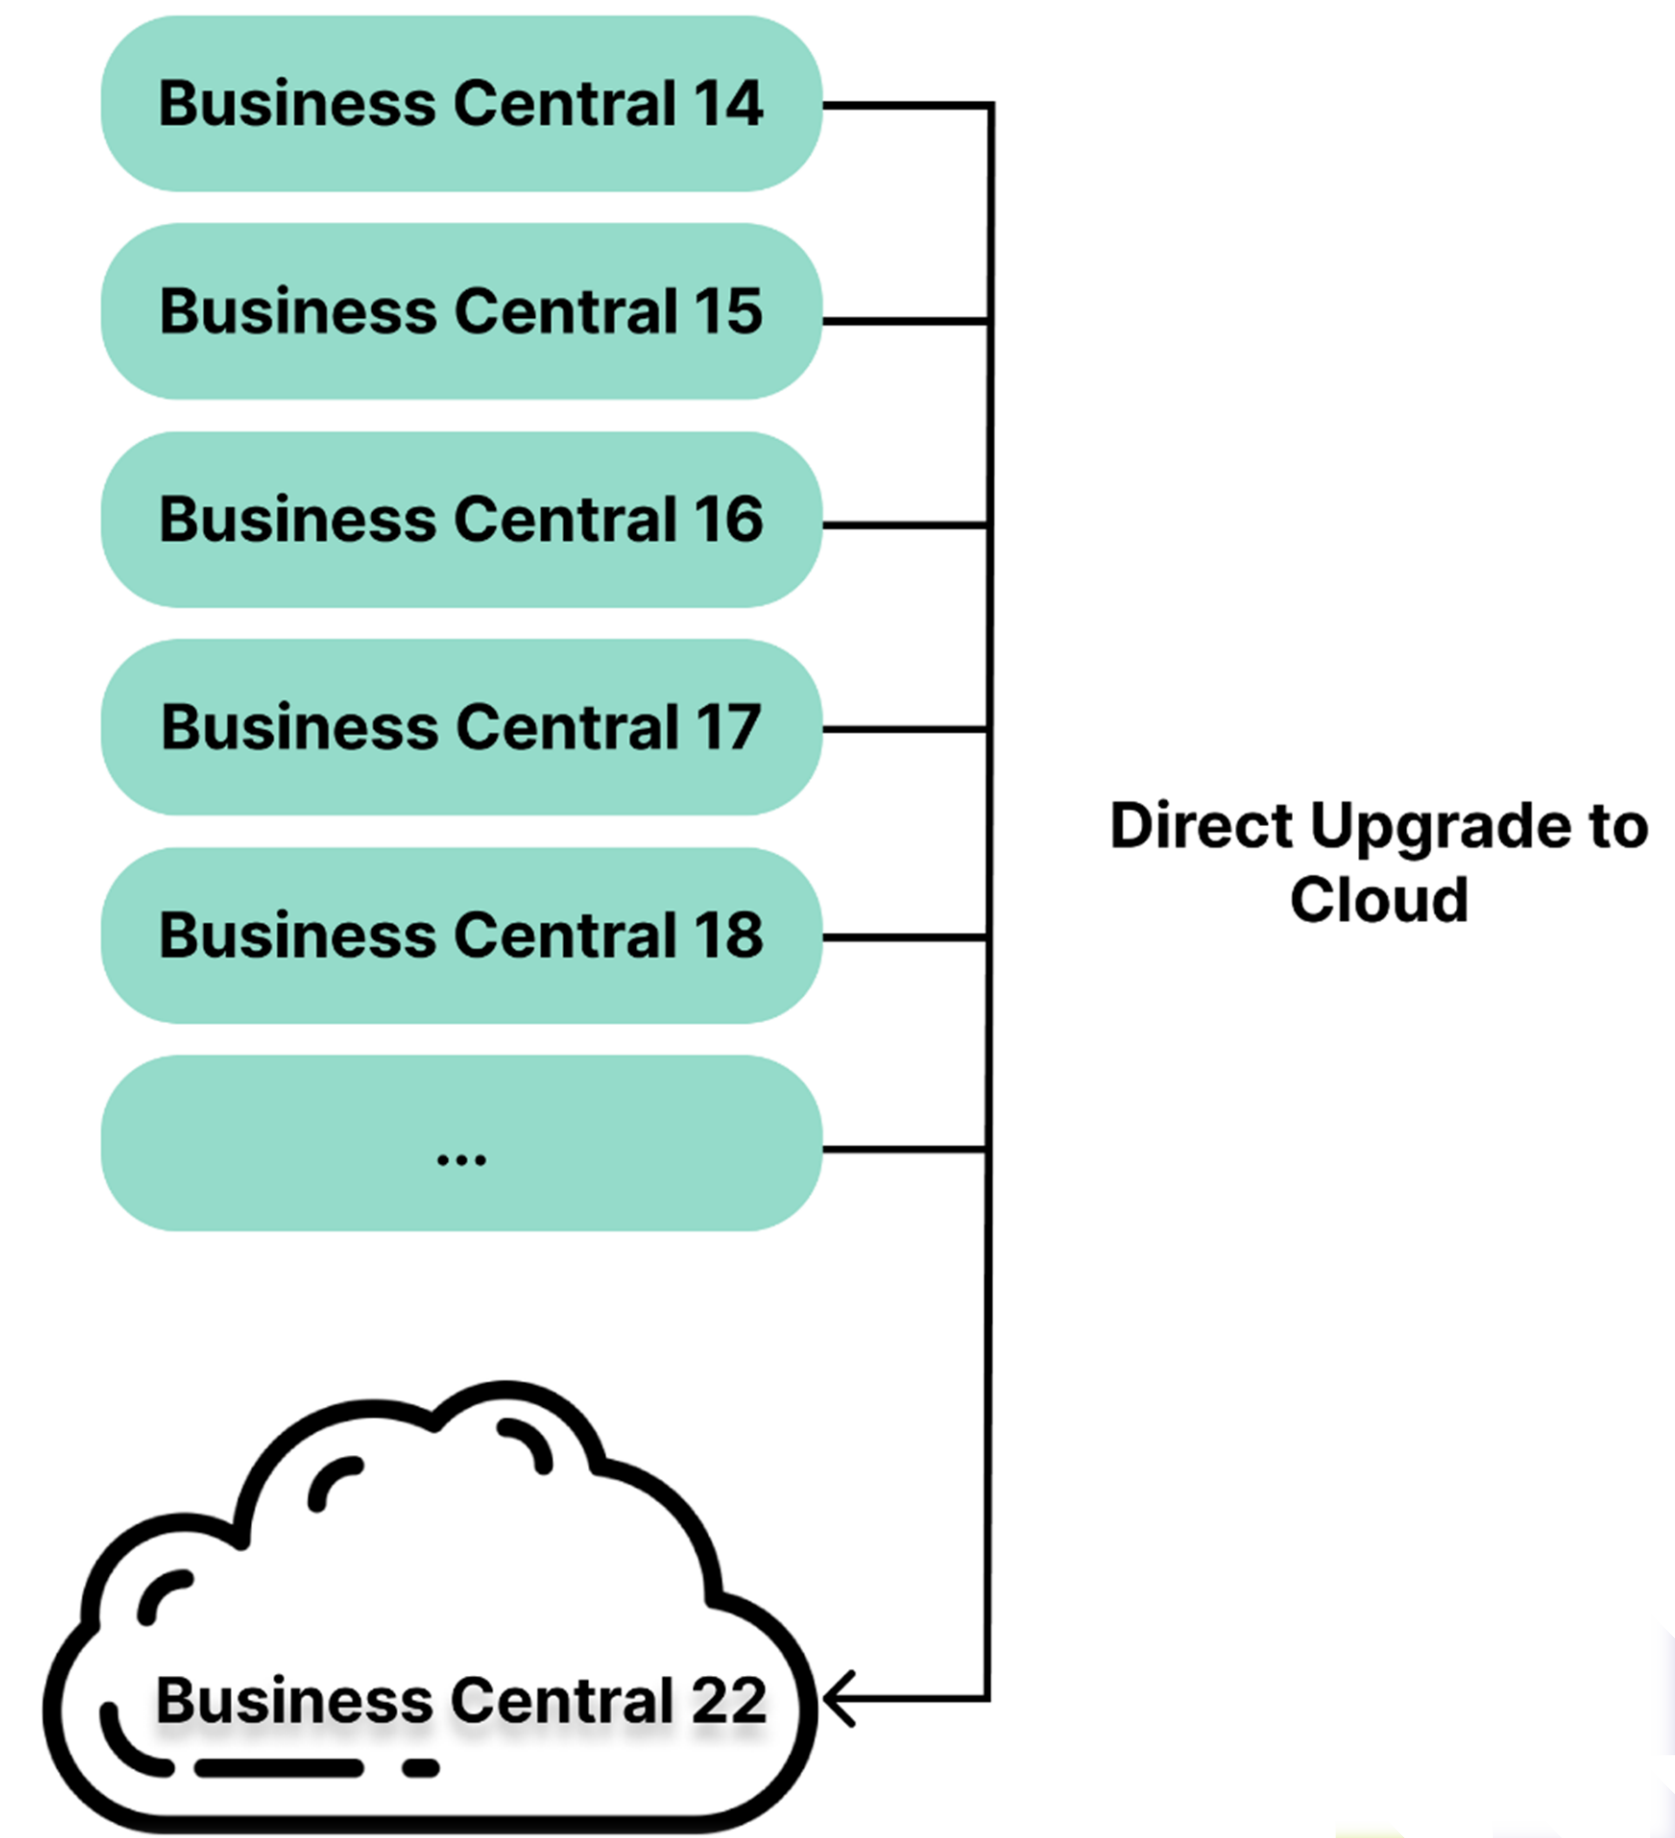 Business Central 14
Business Central 15
Business Central 16
Business Central 17
Business Central 18
...
Direct Upgrade to
Cloud
Business Central 22